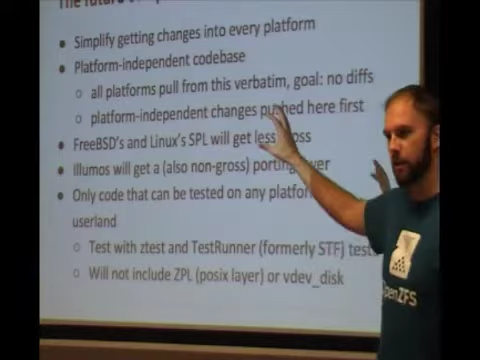 The future
Simplify getting changes into every platform
Platform-independent codebase
all platforms pull from this verbatim, goal: no diffs
platform-independent changes pushed here first
FreeBSD's and Linux's SPL will get less
Illumos will get a (also non-gross) porting
Only code that can be tested on any platform
userland
Test with ztest and TestRunner (formerly STF) tests
Will not include ZPL (posix layer) or vdev_disk
OpenZFS